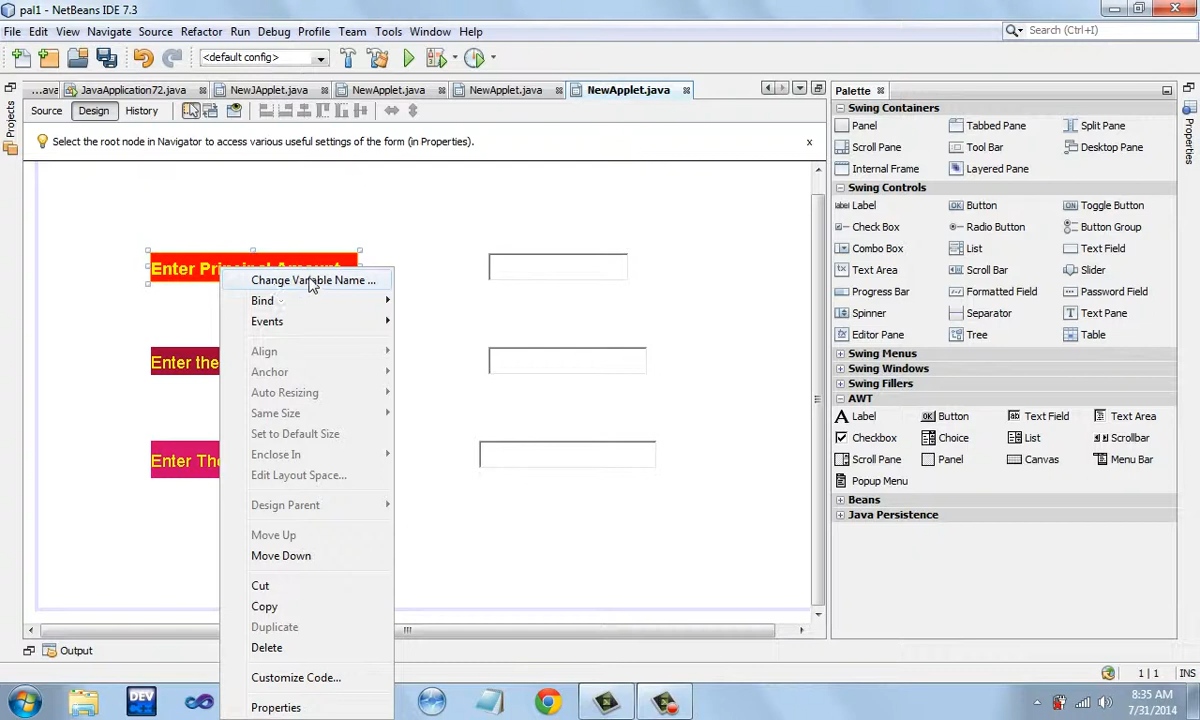 pal1 - NetBeans IDE 7.3
File Edit View Navigate Source Refactor Run Debug Profile Team Tools Window Help
Search (Ctrl+I)
<default config>
...ava JavaApplication72.java NewJApplet.java NewApplet.java NewApplet.java NewApplet.java
Source Design History
Select the root node in Navigator to access various useful settings of the form (in Properties). x
Projects
Enter Principal Amount
Enter the
Enter The
Change Variable Name ...
Bind
Events
Align
Anchor
Auto Resizing
Same Size
Set to Default Size
Enclose In
Edit Layout Space...
Design Parent
Move Up
Move Down
Cut
Copy
Duplicate
Delete
Customize Code...
Properties
Palette
Swing Containers
Panel Tabbed Pane Split Pane
Scroll Pane Tool Bar Desktop Pane
Internal Frame Layered Pane
Swing Controls
label Label OK Button ON Toggle Button
Check Box Radio Button Button Group
Combo Box List Text Field
Text Area Scroll Bar Slider
Progress Bar Formatted Field Password Field
Spinner Separator T Text Pane
Editor Pane Tree Table
Swing Menus
Swing Windows
Swing Fillers
AWT
A Label OK Button ab Text Field Text Area
Checkbox Choice List Scrollbar
Scroll Pane Panel Canvas Menu Bar
Popup Menu
Beans
Java Persistence
Properties
Output
1 | 1 INS
DEV
8:35 AM
7/31/2014